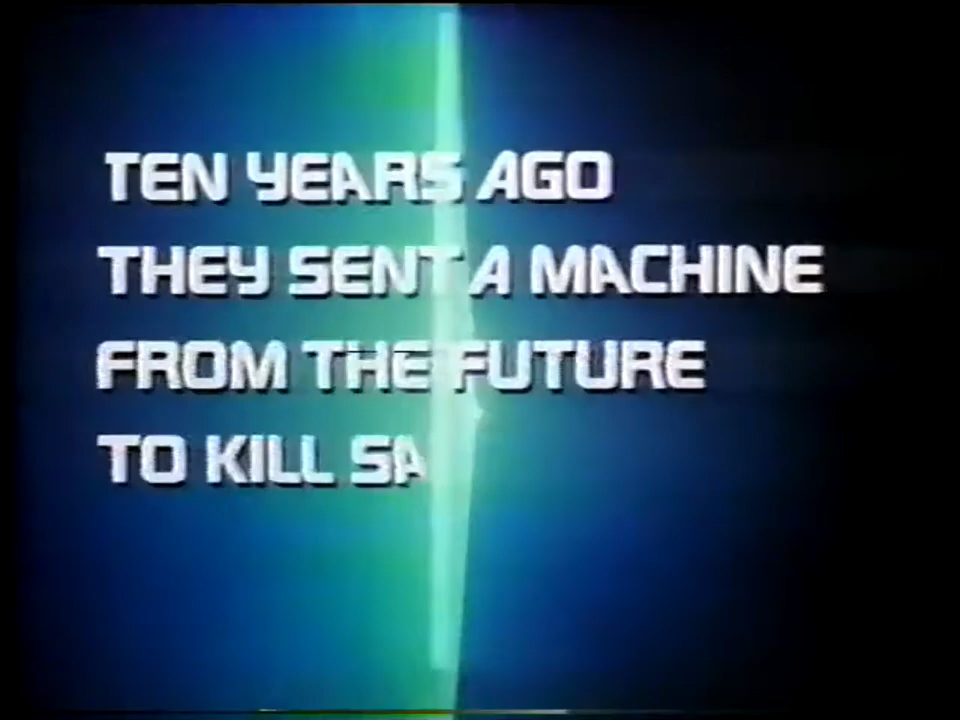 TEN YEARS AGO
THEY SENT A MACHINE
FROM THE FUTURE
TO KILL SA